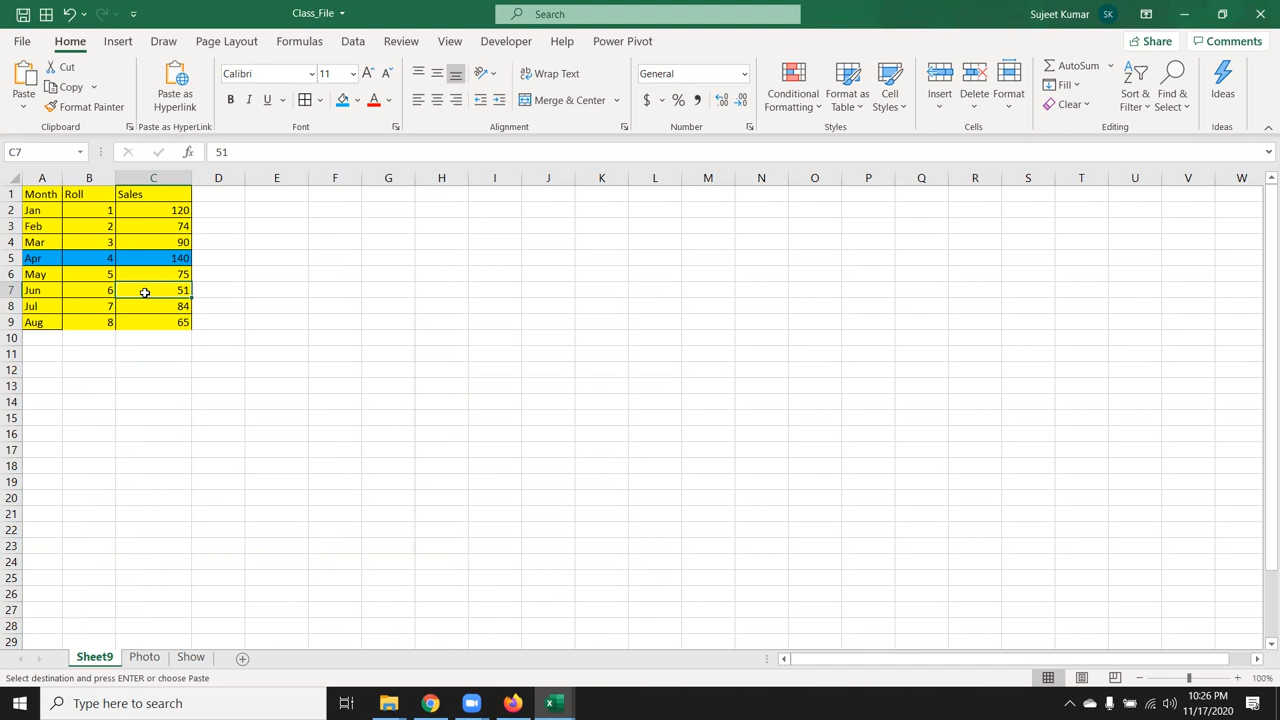 Class_File
Search
Sujeet Kumar
SK
File
Home
Insert
Draw
Page Layout
Formulas
Data
Review
View
Developer
Help
Power Pivot
Share
Comments
Paste
Cut
Copy
Format Painter
Clipboard
Paste as
Hyperlink
Paste as HyperLink
Calibri
11
B I
Font
Wrap Text
Merge & Center
Alignment
General
$ % ,
Number
Conditional
Formatting
Format as
Table
Cell
Styles
Styles
Insert
Delete
Format
Cells
AutoSum
Fill
Clear
Sort &
Filter
Find &
Select
Editing
Ideas
Ideas
C7
fx
51
A B C D E F G H I J K L M N O P Q R S T U V W
1 Month Roll Sales
2 Jan 1 120
3 Feb 2 74
4 Mar 3 90
5 Apr 4 140
6 May 5 75
7 Jun 6 51
8 Jul 7 84
9 Aug 8 65
10
11
12
13
14
15
16
17
18
19
20
21
22
23
24
25
26
27
28
29
Sheet9
Photo
Show
Select destination and press ENTER or choose Paste
100%
Type here to search
10:26 PM
11/17/2020